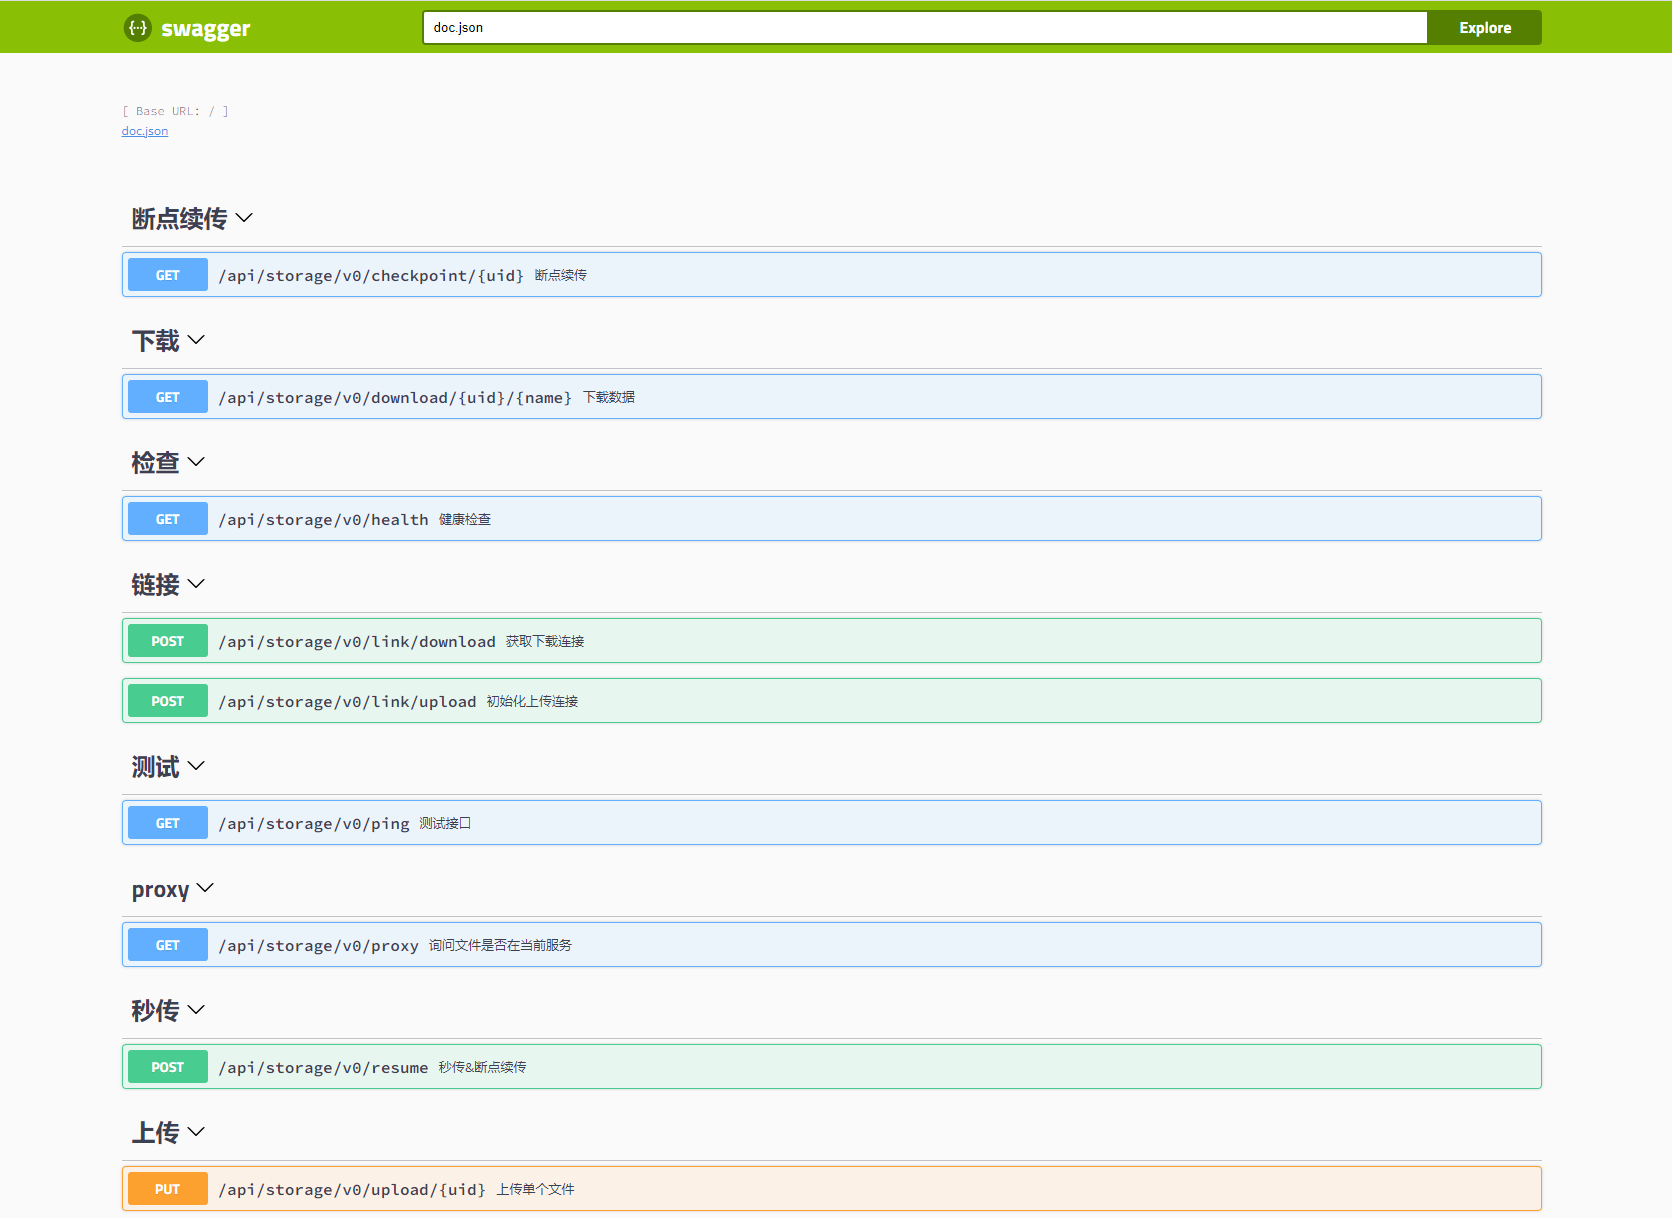 swagger
doc.json
Explore
[ Base URL: / ]
doc.json
断点续传
GET /api/storage/v0/checkpoint/{uid} 断点续传
下载
GET /api/storage/v0/download/{uid}/{name} 下载数据
检查
GET /api/storage/v0/health 健康检查
链接
POST /api/storage/v0/link/download 获取下载连接
POST /api/storage/v0/link/upload 初始化上传连接
测试
GET /api/storage/v0/ping 测试接口
proxy
GET /api/storage/v0/proxy 询问文件是否在当前服务
秒传
POST /api/storage/v0/resume 秒传&断点续传
上传
PUT /api/storage/v0/upload/{uid} 上传单个文件